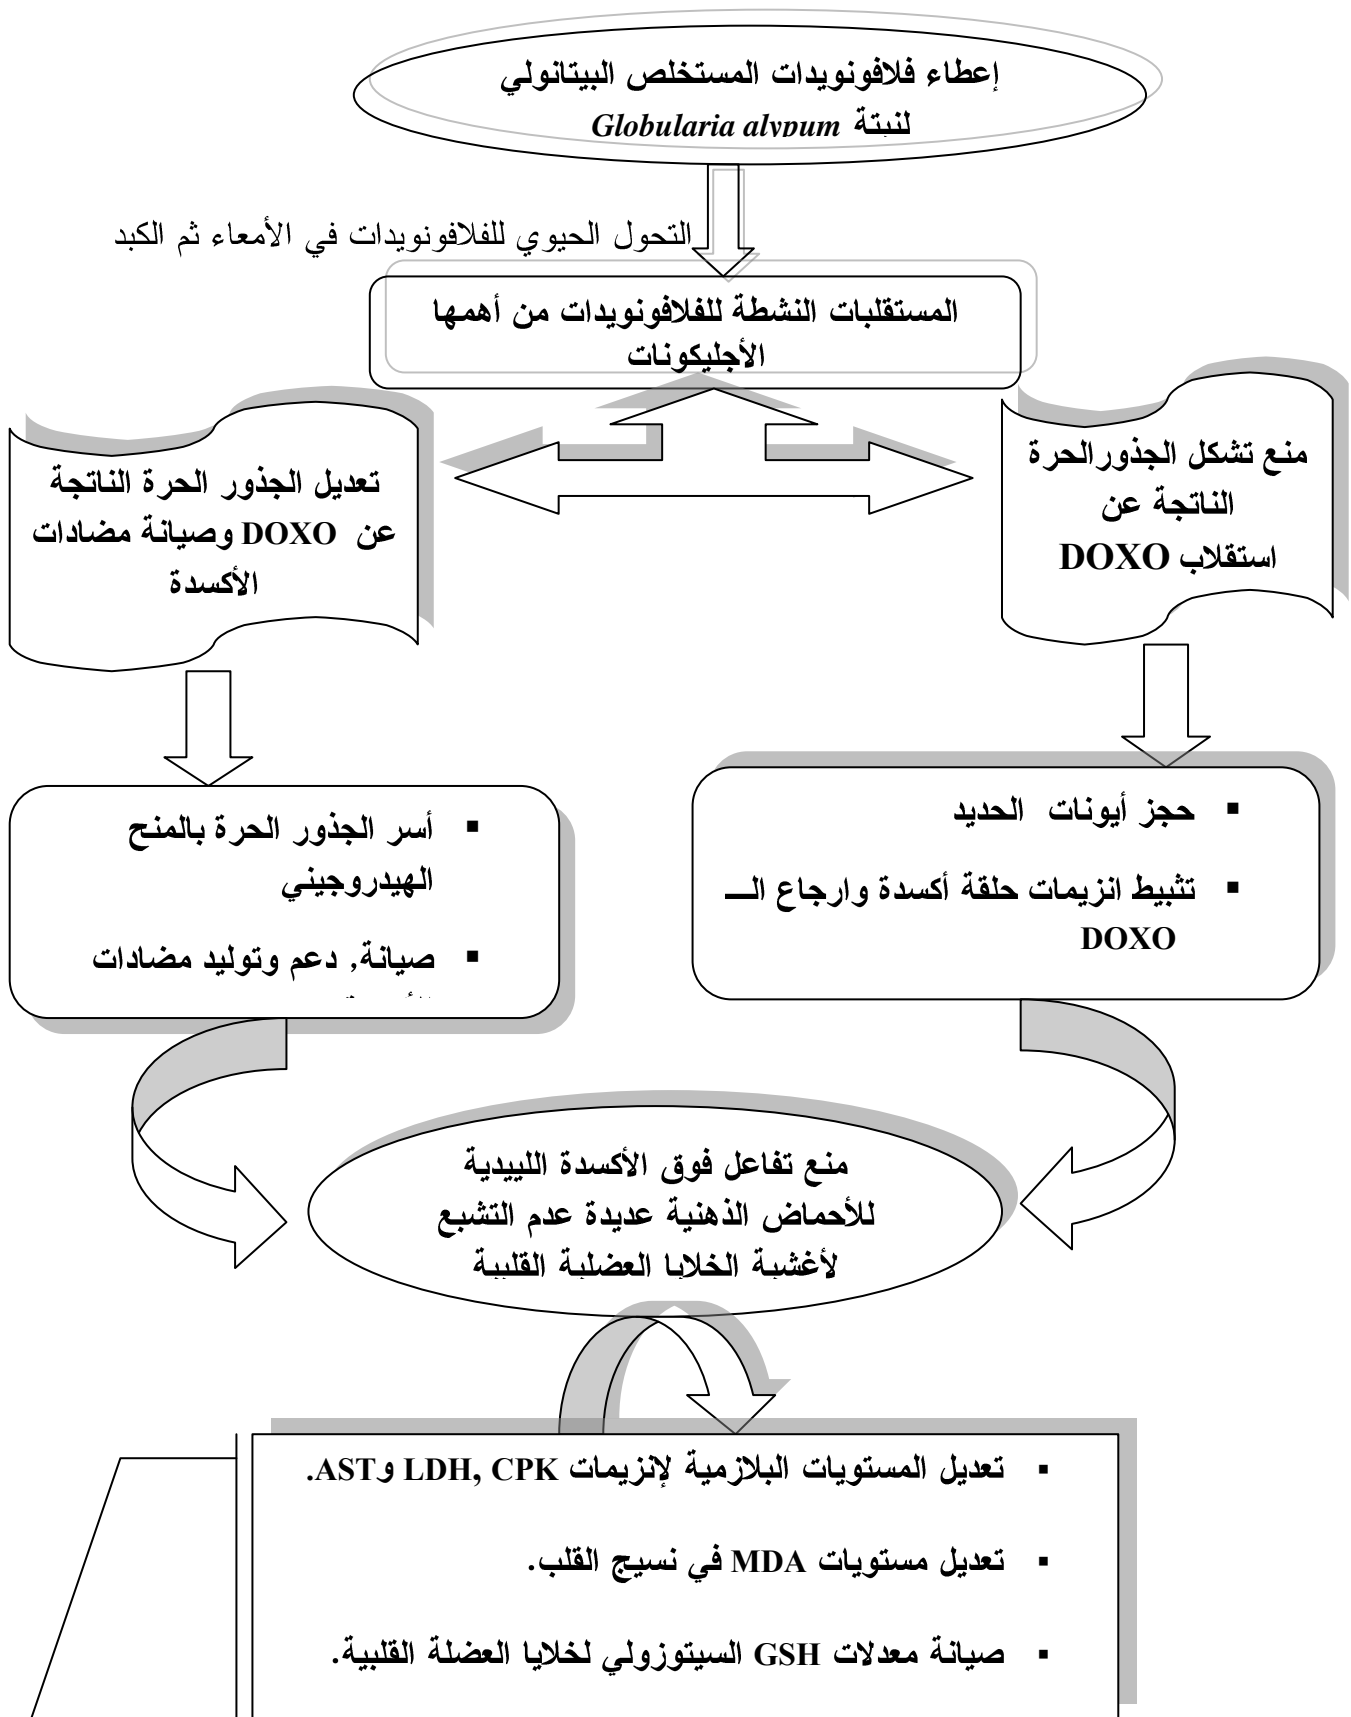 إعطاء فلافونويدات المستخلص البيتانولي
لنبتة Globularia alypum
التحول الحيوي للفلافونويدات في الأمعاء ثم الكبد
المستقلبات النشطة للفلافونويدات من أهمها
الأجليكونات
منع تشكل الجذورالحرة
الناتجة عن
استقلاب DOXO
تعديل الجذور الحرة الناتجة
عن DOXO وصيانة مضادات
الأكسدة
▪ حجز أيونات الحديد
▪ تثبيط انزيمات حلقة أكسدة وارجاع الـــ
DOXO
▪ أسر الجذور الحرة بالمنح
الهيدروجيني
▪ صيانة, دعم وتوليد مضادات
منع تفاعل فوق الأكسدة الليبدية
للأحماض الذهنية عديدة عدم التشبع
لأغشية الخلايا العضلية القلبية
▪ تعديل المستويات البلازمية لإنزيمات LDH, CPK وAST.
▪ تعديل مستويات MDA في نسيج القلب.
▪ صيانة معدلات GSH السيتوزولي لخلايا العضلة القلبية.